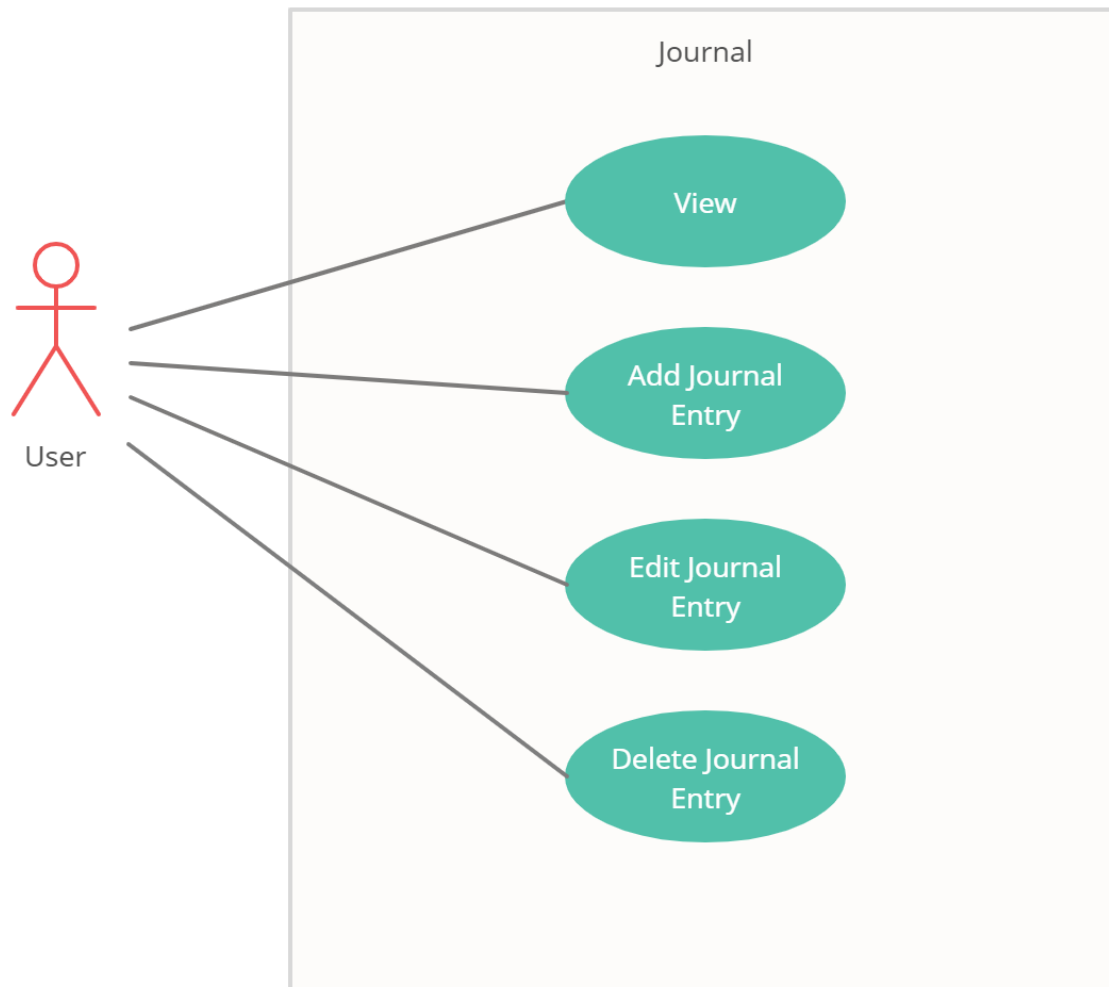 Journal
View
Add Journal
Entry
User
Edit Journal
Entry
Delete Journal
Entry